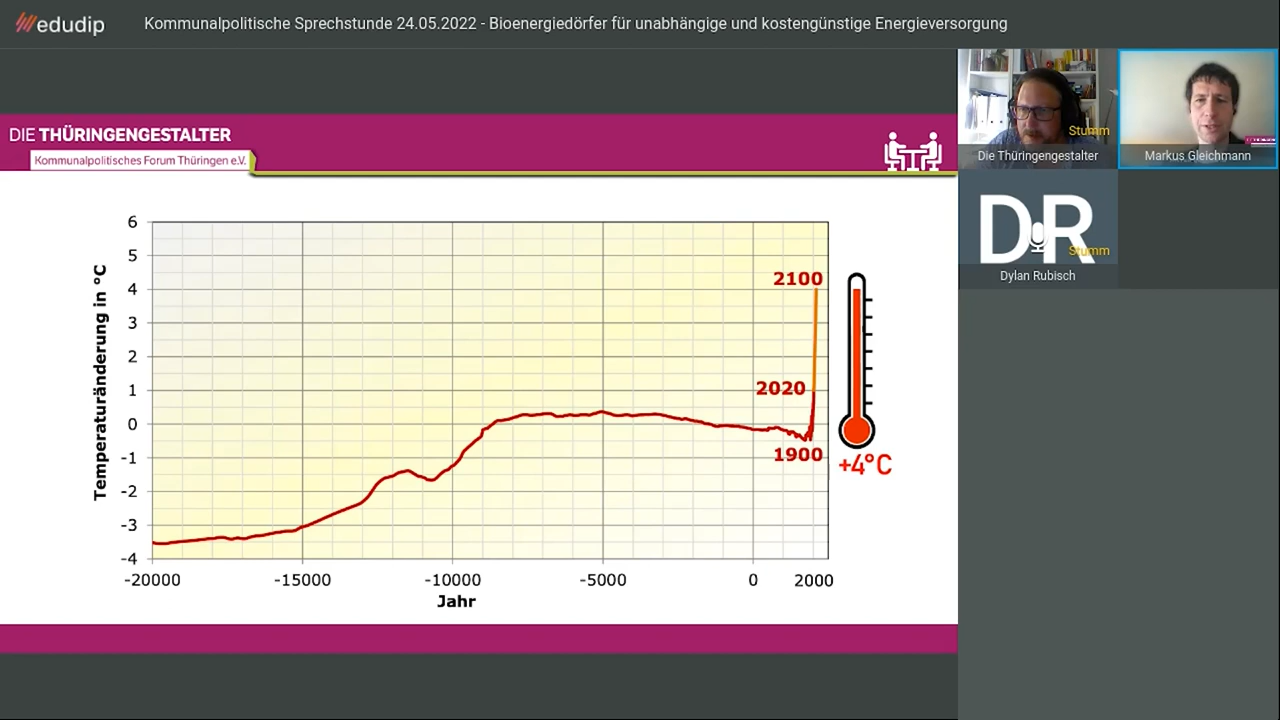 edudip
Kommunalpolitische Sprechstunde 24.05.2022 - Bioenergiedörfer für unabhängige und kostengünstige Energieversorgung
DIE THÜRINGENGESTALTER
Kommunalpolitisches Forum Thüringen e.V.
Stumm
Die Thüringengestalter
Markus Gleichmann
DR
Stumm
Dylan Rubisch
Temperaturänderung in °C
6
5
4
3
2
1
0
-1
-2
-3
-4
2100
2020
1900
+4°C
-20000 -15000 -10000 -5000 0 2000
Jahr